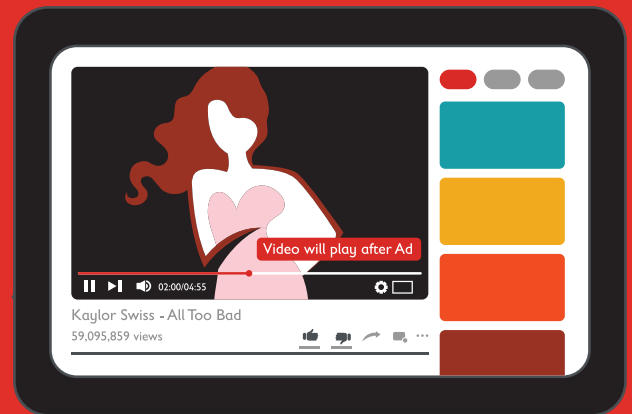 Video will play after Ad
02:00/04:55
Kaylor Swiss - All Too Bad
59,095,859 views